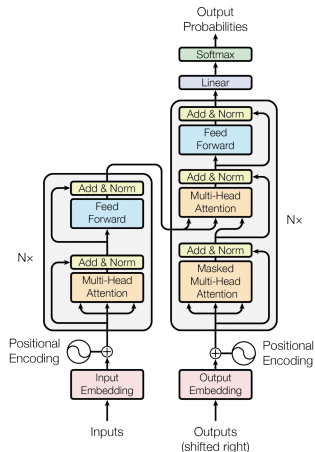 Output
Probabilities
Softmax
Linear
Add & Norm
Feed
Forward
Add & Norm
Multi-Head
Attention
Add & Norm
Masked
Multi-Head
Attention
N×
Positional
Encoding
Output
Embedding
Outputs
(shifted right)
Add & Norm
Feed
Forward
Add & Norm
Multi-Head
Attention
N×
Positional
Encoding
Input
Embedding
Inputs